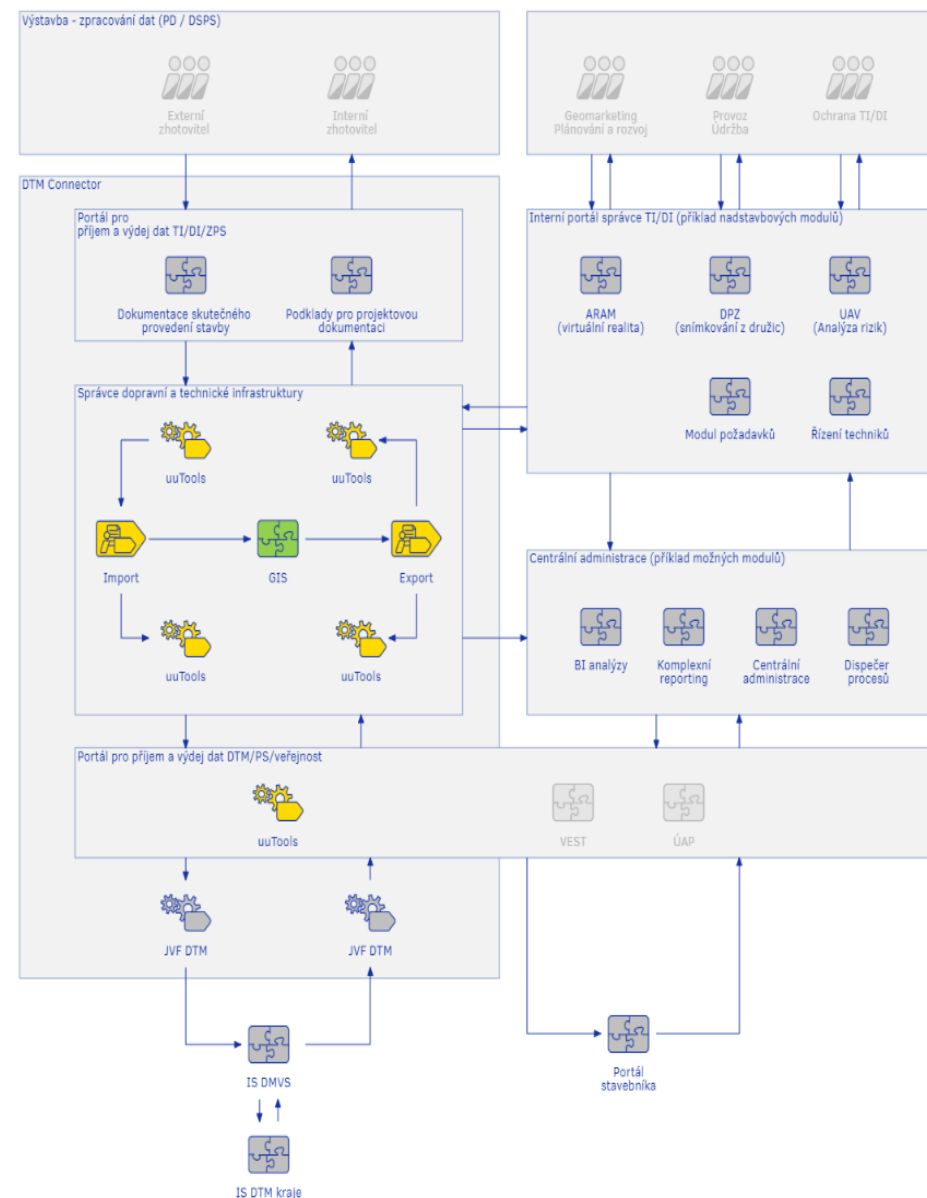 Výstavba - zpracování dat (PD / DSPS)
Externí
zhotovitel
Interní
zhotovitel
Geomarketing
Plánování a rozvoj
Provoz
Údržba
Ochrana TI/DI
DTM Connector
Portál pro
příjem a výdej dat TI/DI/ZPS
Dokumentace skutečného
provedení stavby
Podklady pro projektovou
dokumentaci
Interní portál správce TI/DI (příklad nadstavbových modulů)
ARAM
(virtuální realita)
DPZ
(snímkování z družic)
UAV
(Analýza rizik)
Modul požadavků
Řízení techniků
Správce dopravní a technické infrastruktury
uuTools
uuTools
Import
GIS
Export
uuTools
uuTools
Centrální administrace (příklad možných modulů)
BI analýzy
Komplexní
reporting
Centrální
administrace
Dispečer
procesů
Portál pro příjem a výdej dat DTM/PS/veřejnost
uuTools
VEST
ÚAP
JVF DTM
JVF DTM
IS DMVS
Portál
stavebníka
IS DTM kraje